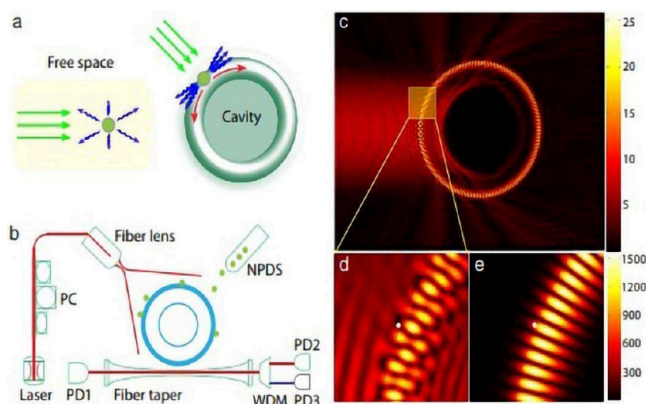 a
Free space
Cavity
b
Fiber lens
NPDS
PC
PD2
Laser
PD1
Fiber taper
WDM
PD3
c
25
20
15
10
5
d
e
1500
1200
900
600
300